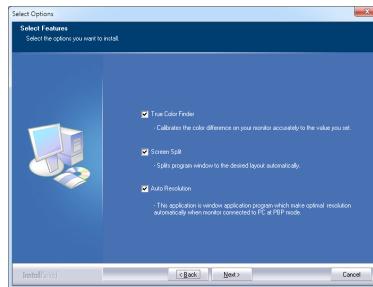 Select Options
Select Features
Select the options you want to install.
True Color Finder
- Calibrates the color difference on your monitor accurately to the value you set.
Screen Split
- Splits program window to the desired layout automatically.
Auto Resolution
- This application is window application program which make optimal resolution
automatically when monitor connected to PC at PBP mode.
InstallShield
< Back
Next >
Cancel